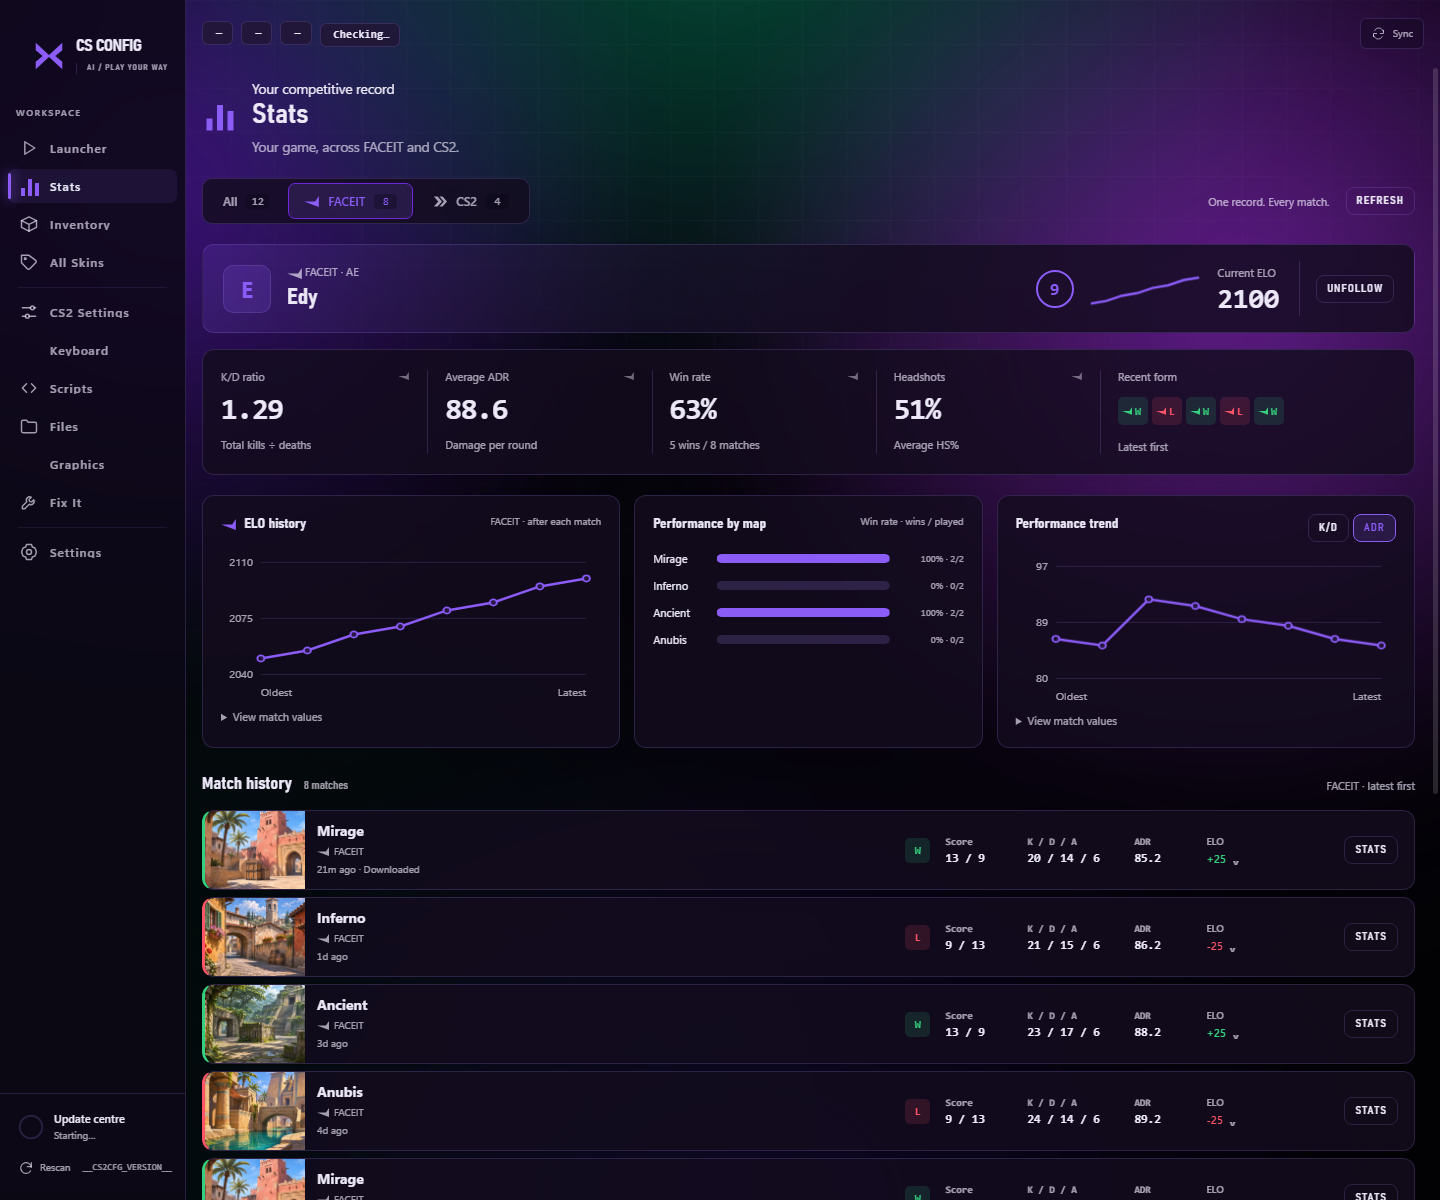 CS CONFIG
AI / PLAY YOUR WAY
WORKSPACE
Launcher
Stats
Inventory
All Skins
CS2 Settings
Keyboard
Scripts
Files
Graphics
Fix It
Settings
Update centre
Starting...
Rescan __CS2CFG_VERSION__
— — — Checking…
Sync
Your competitive record
Stats
Your game, across FACEIT and CS2.
All 12 FACEIT 8 CS2 4
One record. Every match. REFRESH
E
FACEIT · AE
Edy
9
Current ELO
2100
UNFOLLOW
K/D ratio
1.29
Total kills ÷ deaths
Average ADR
88.6
Damage per round
Win rate
63%
5 wins / 8 matches
Headshots
51%
Average HS%
Recent form
W L W L W
Latest first
ELO history FACEIT · after each match
2110
2075
2040
Oldest Latest
View match values
Performance by map Win rate · wins / played
Mirage 100% · 2/2
Inferno 0% · 0/2
Ancient 100% · 2/2
Anubis 0% · 0/2
Performance trend K/D ADR
97
89
80
Oldest Latest
View match values
Match history 8 matches FACEIT · latest first
Mirage
FACEIT
21m ago · Downloaded
W
Score K / D / A ADR ELO
13 / 9 20 / 14 / 6 85.2 +25
STATS
Inferno
FACEIT
1d ago
L
Score K / D / A ADR ELO
9 / 13 21 / 15 / 6 86.2 -25
STATS
Ancient
FACEIT
3d ago
W
Score K / D / A ADR ELO
13 / 9 23 / 17 / 6 88.2 +25
STATS
Anubis
FACEIT
4d ago
L
Score K / D / A ADR ELO
9 / 13 24 / 14 / 6 89.2 -25
STATS
Mirage
FACEIT
W
Score K / D / A ADR ELO
STATS